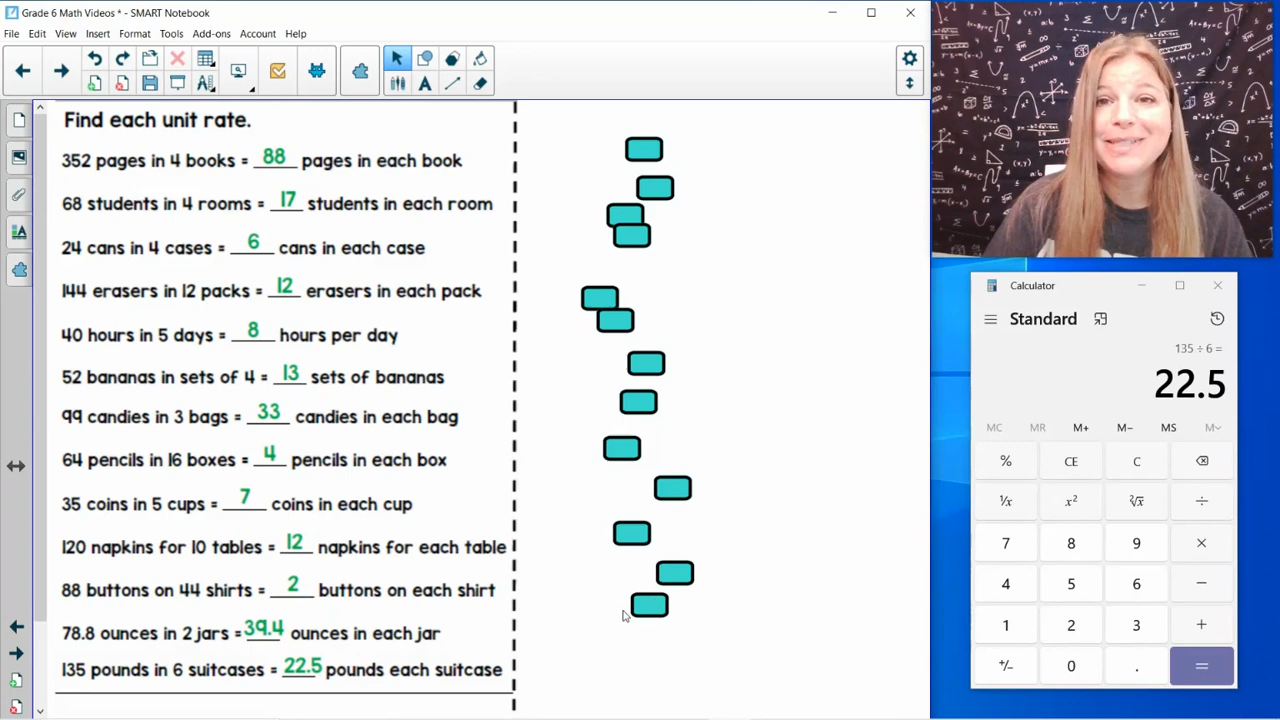 Grade 6 Math Videos * - SMART Notebook
File Edit View Insert Format Tools Add-ons Account Help
Find each unit rate.
352 pages in 4 books = 88 pages in each book
68 students in 4 rooms = 17 students in each room
24 cans in 4 cases = 6 cans in each case
144 erasers in 12 packs = 12 erasers in each pack
40 hours in 5 days = 8 hours per day
52 bananas in sets of 4 = 13 sets of bananas
99 candies in 3 bags = 33 candies in each bag
64 pencils in 16 boxes = 4 pencils in each box
35 coins in 5 cups = 7 coins in each cup
120 napkins for 10 tables = 12 napkins for each table
88 buttons on 44 shirts = 2 buttons on each shirt
78.8 ounces in 2 jars = 39.4 ounces in each jar
135 pounds in 6 suitcases = 22.5 pounds each suitcase
Calculator
Standard
135 ÷ 6 =
22.5
MC MR M+ M− MS M˅
% CE C
¹/x x² ²√x ÷
7 8 9 ×
4 5 6 −
1 2 3 +
+/− 0 . =